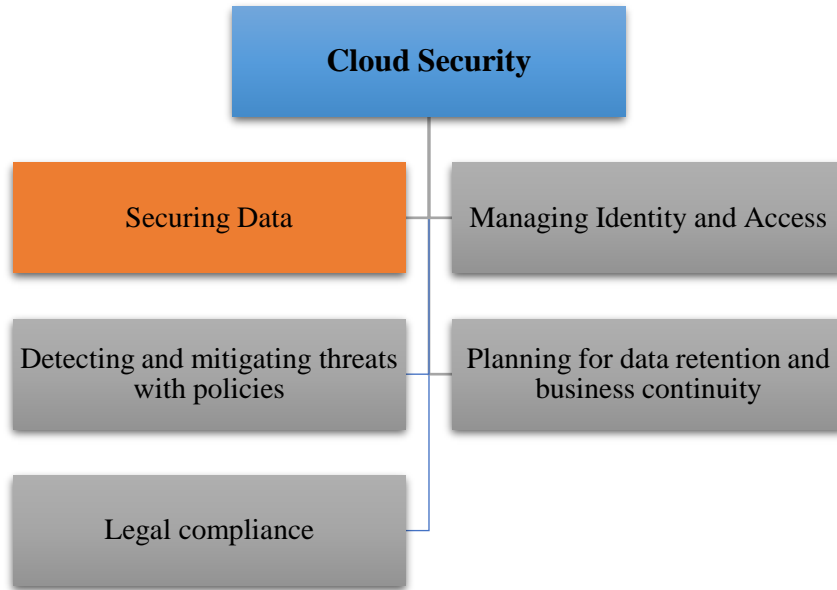 Cloud Security
Securing Data
Managing Identity and Access
Detecting and mitigating threats
with policies
Planning for data retention and
business continuity
Legal compliance